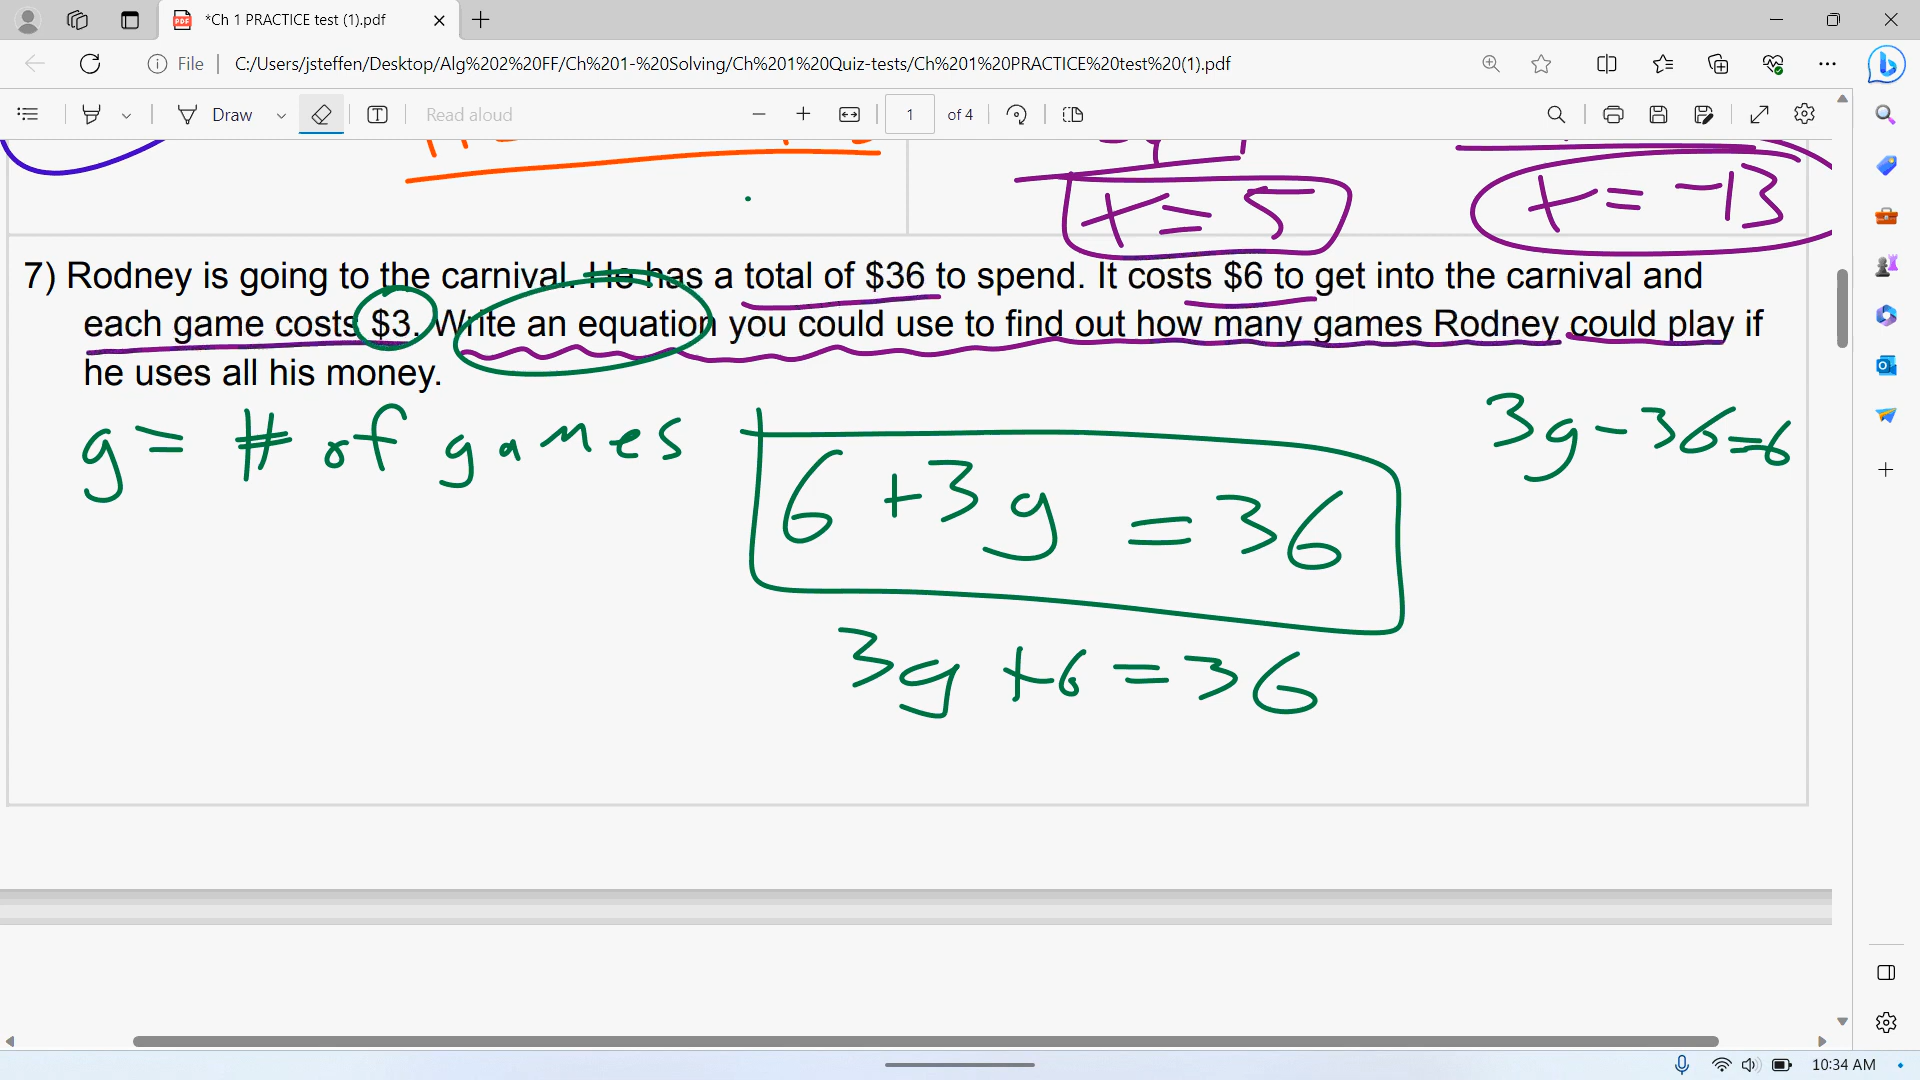 *Ch 1 PRACTICE test (1).pdf
File
C:/Users/jsteffen/Desktop/Alg%202%20FF/Ch%201-%20Solving/Ch%201%20Quiz-tests/Ch%201%20PRACTICE%20test%20(1).pdf
Draw
Read aloud
1 of 4
t = 5
t = -13
7) Rodney is going to the carnival. He has a total of $36 to spend. It costs $6 to get into the carnival and
each game costs $3. Write an equation you could use to find out how many games Rodney could play if
he uses all his money.
g = # of games
3g - 36 = 6
6 + 3g = 36
3g + 6 = 36
10:34 AM